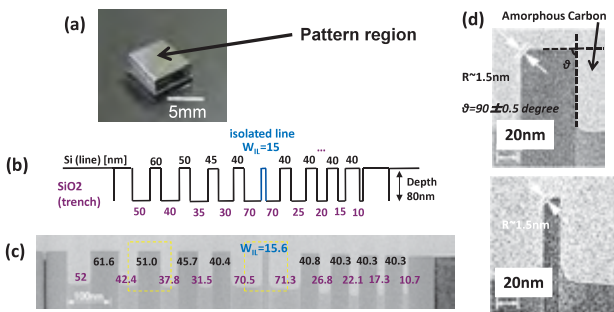 (a)
Pattern region
5mm
isolated line
W_IL=15
(b)
Si (line) [nm]
60 50 45 40 40 40 40 ... 40
SiO2
(trench)
50 40 35 30 70 70 25 20 15 10
Depth
80nm
(c)
W_IL=15.6
61.6 51.0 45.7 40.4 40.8 40.3 40.3 40.3
52 42.4 37.8 31.5 70.5 71.3 26.8 22.1 17.3 10.7
100nm
(d)
Amorphous Carbon
R~1.5nm
ϑ
ϑ=90±0.5 degree
20nm
R~1.5nm
20nm